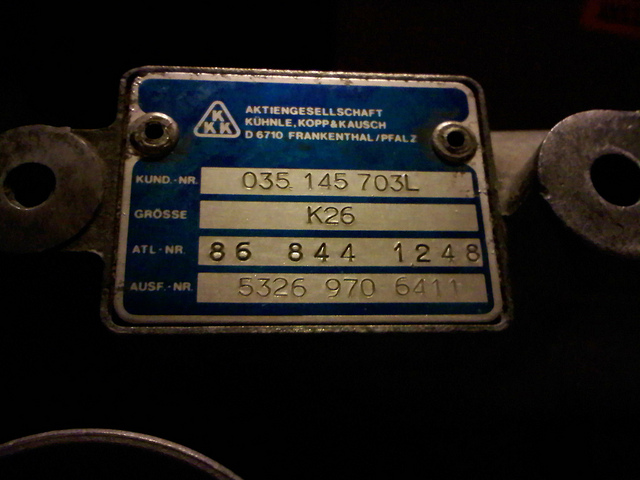 K
KK
AKTIENGESELLSCHAFT
KÜHNLE, KOPP & KAUSCH
D 6710 FRANKENTHAL/PFALZ
KUND.-NR. 035 145 703L
GRÖSSE K26
ATL.-NR. 86 844 1248
AUSF.-NR. 5326 970 6411